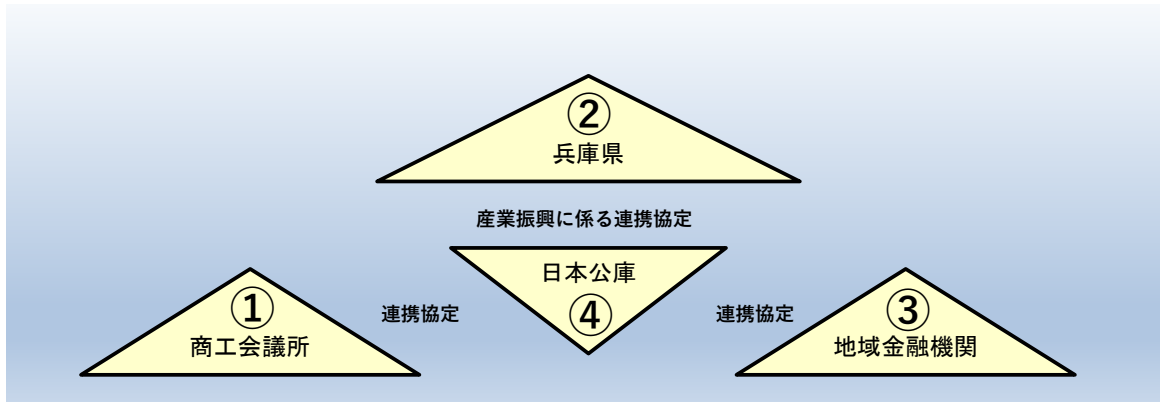 ②
兵庫県
産業振興に係る連携協定
日本公庫
④
①
商工会議所
連携協定
連携協定
③
地域金融機関